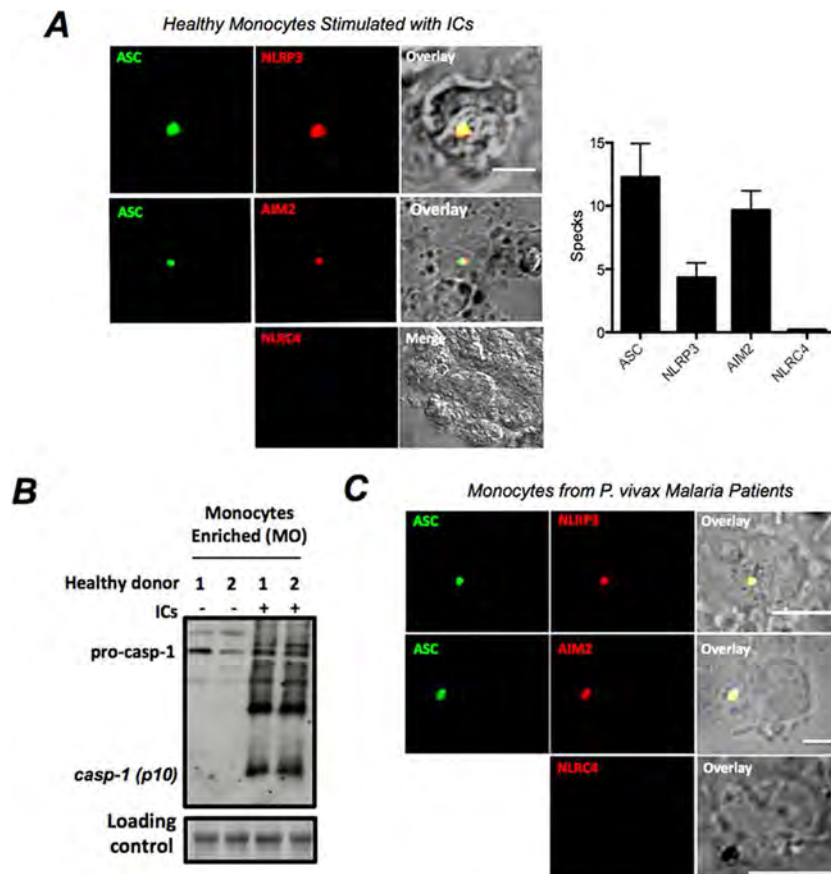 A
Healthy Monocytes Stimulated with ICs
ASC
NLRP3
Overlay
ASC
AIM2
Overlay
NLRC4
Merge
15
10
5
0
Specks
ASC
NLRP3
AIM2
NLRC4
B
Monocytes
Enriched (MO)
Healthy donor 1 2 1 2
ICs - - + +
pro-casp-1
casp-1 (p10)
Loading
control
C
Monocytes from P. vivax Malaria Patients
ASC
NLRP3
Overlay
ASC
AIM2
Overlay
NLRC4
Overlay